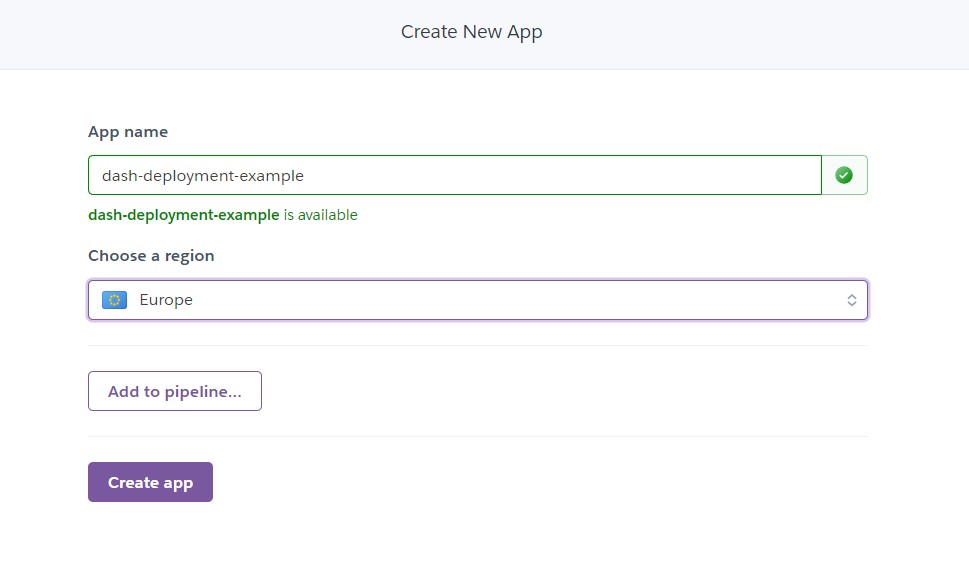 Create New App
App name
dash-deployment-example
dash-deployment-example is available
Choose a region
Europe
Add to pipeline...
Create app